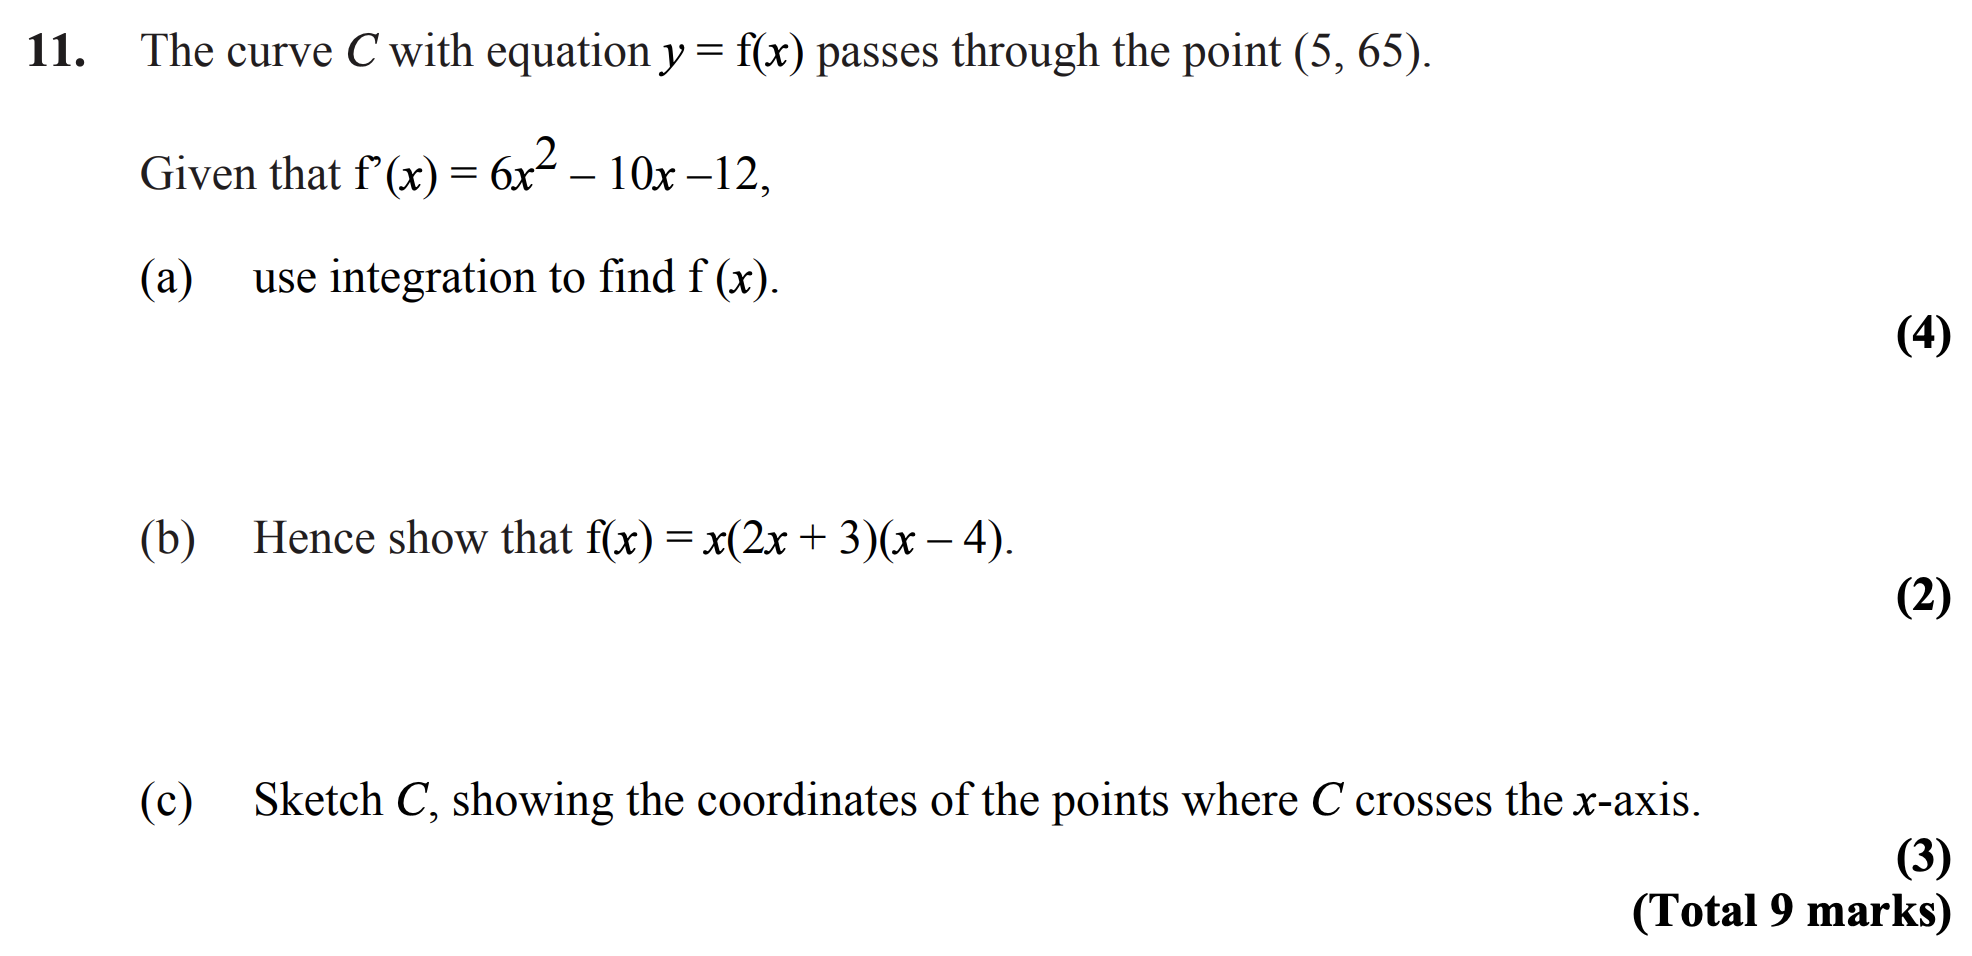 11. The curve C with equation y = f(x) passes through the point (5, 65).
Given that f’(x) = 6x² – 10x –12,
(a) use integration to find f (x).
(4)
(b) Hence show that f(x) = x(2x + 3)(x – 4).
(2)
(c) Sketch C, showing the coordinates of the points where C crosses the x-axis.
(3)
(Total 9 marks)